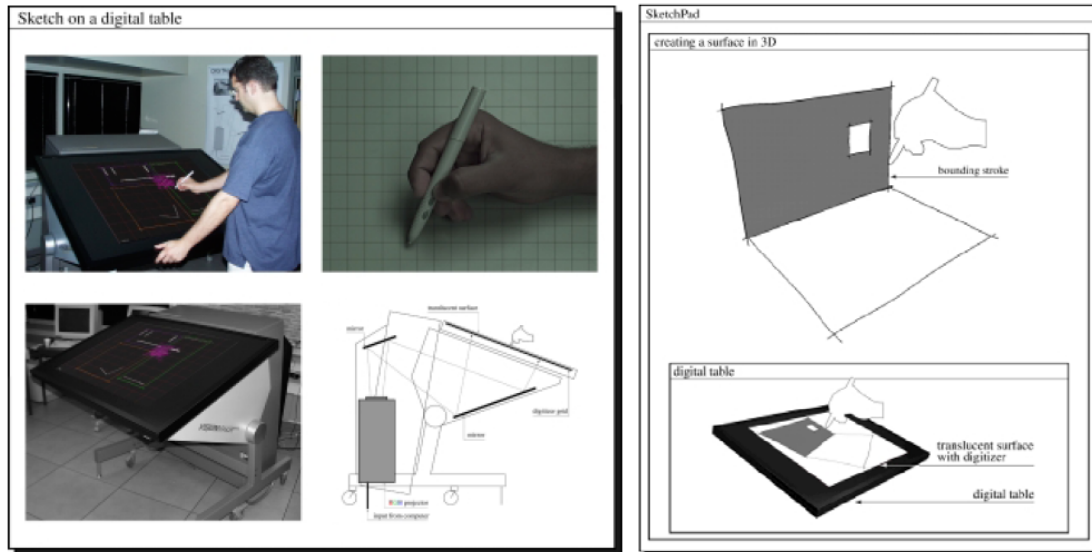 Sketch on a digital table
translucent surface
mirror
digitizer grid
mirror
projector
input from computer
SketchPad
creating a surface in 3D
bounding stroke
digital table
translucent surface
with digitizer
digital table